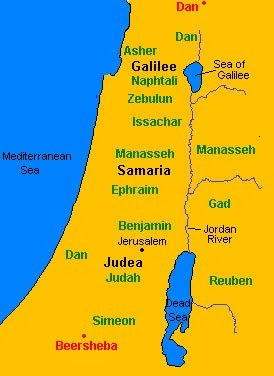 Dan
Dan
Asher
Galilee
Sea of
Galilee
Naphtali
Zebulun
Issachar
Mediterranean
Sea
Manasseh
Manasseh
Samaria
Ephraim
Gad
Benjamin
Jordan
River
Jerusalem
Dan
Judea
Judah
Reuben
Dead
Sea
Simeon
Beersheba